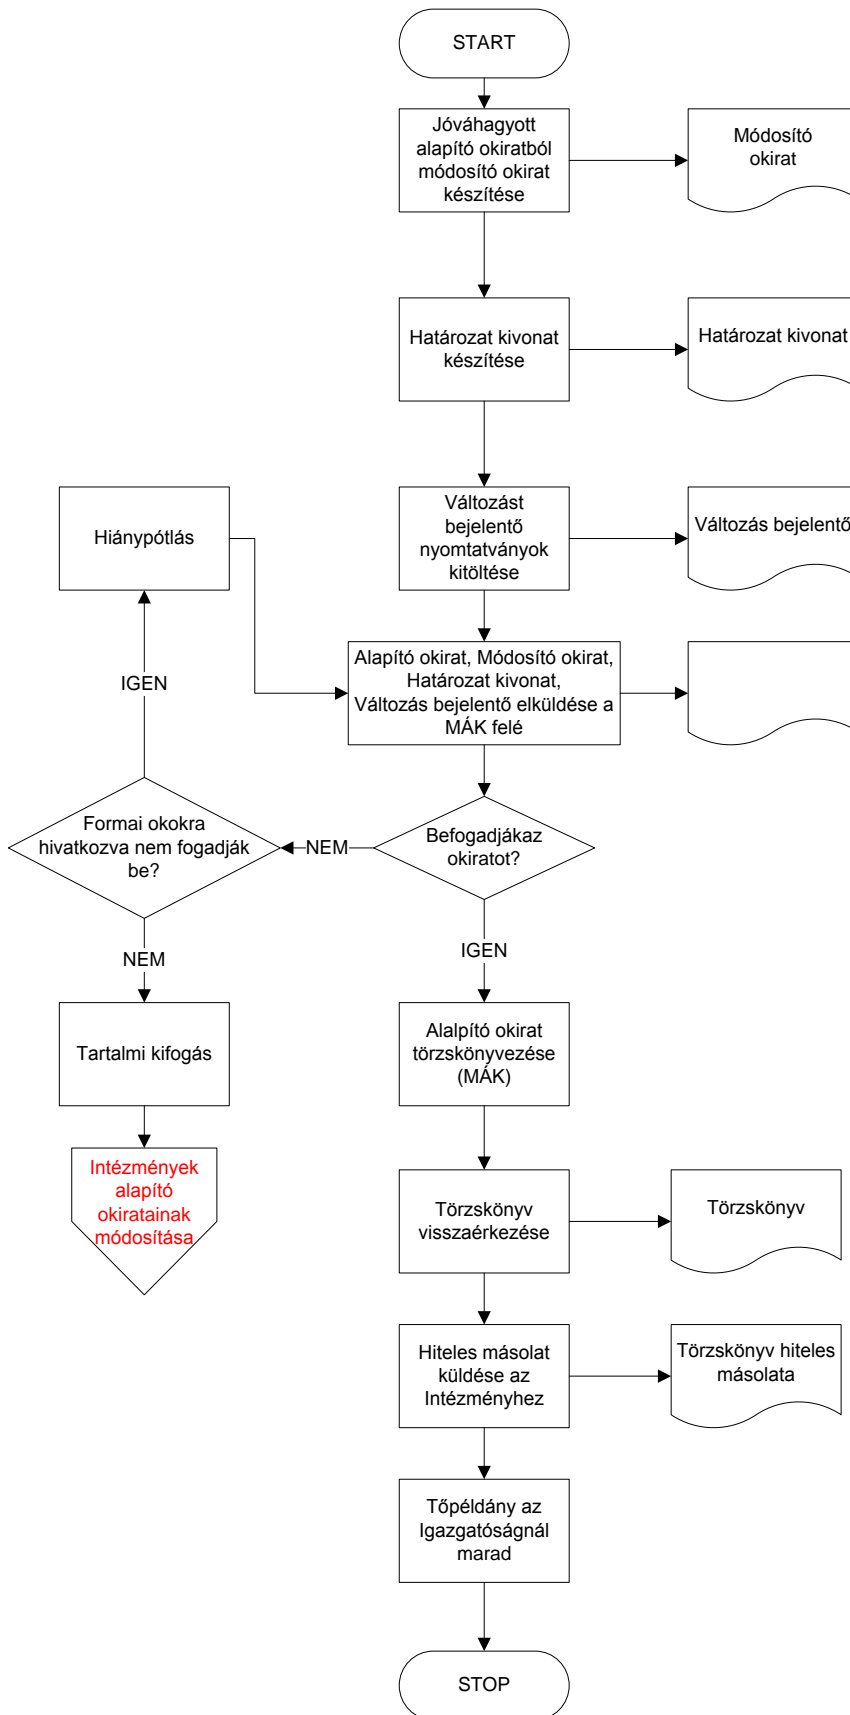 START
Jóváhagyott
alapító okiratból
módosító okirat
készítése
Módosító
okirat
Határozat kivonat
készítése
Határozat kivonat
Hiánypótlás
Változást
bejelentő
nyomtatványok
kitöltése
Változás bejelentő
IGEN
Alapító okirat, Módosító okirat,
Határozat kivonat,
Változás bejelentő elküldése a
MÁK felé
Formai okokra
hivatkozva nem fogadják
be?
NEM
Befogadjákaz
okiratot?
NEM
IGEN
Tartalmi kifogás
Alalpító okirat
törzskönyvezése
(MÁK)
Intézmények
alapító
okiratainak
módosítása
Törzskönyv
visszaérkezése
Törzskönyv
Hiteles másolat
küldése az
Intézményhez
Törzskönyv hiteles
másolata
Tőpéldány az
Igazgatóságnál
marad
STOP